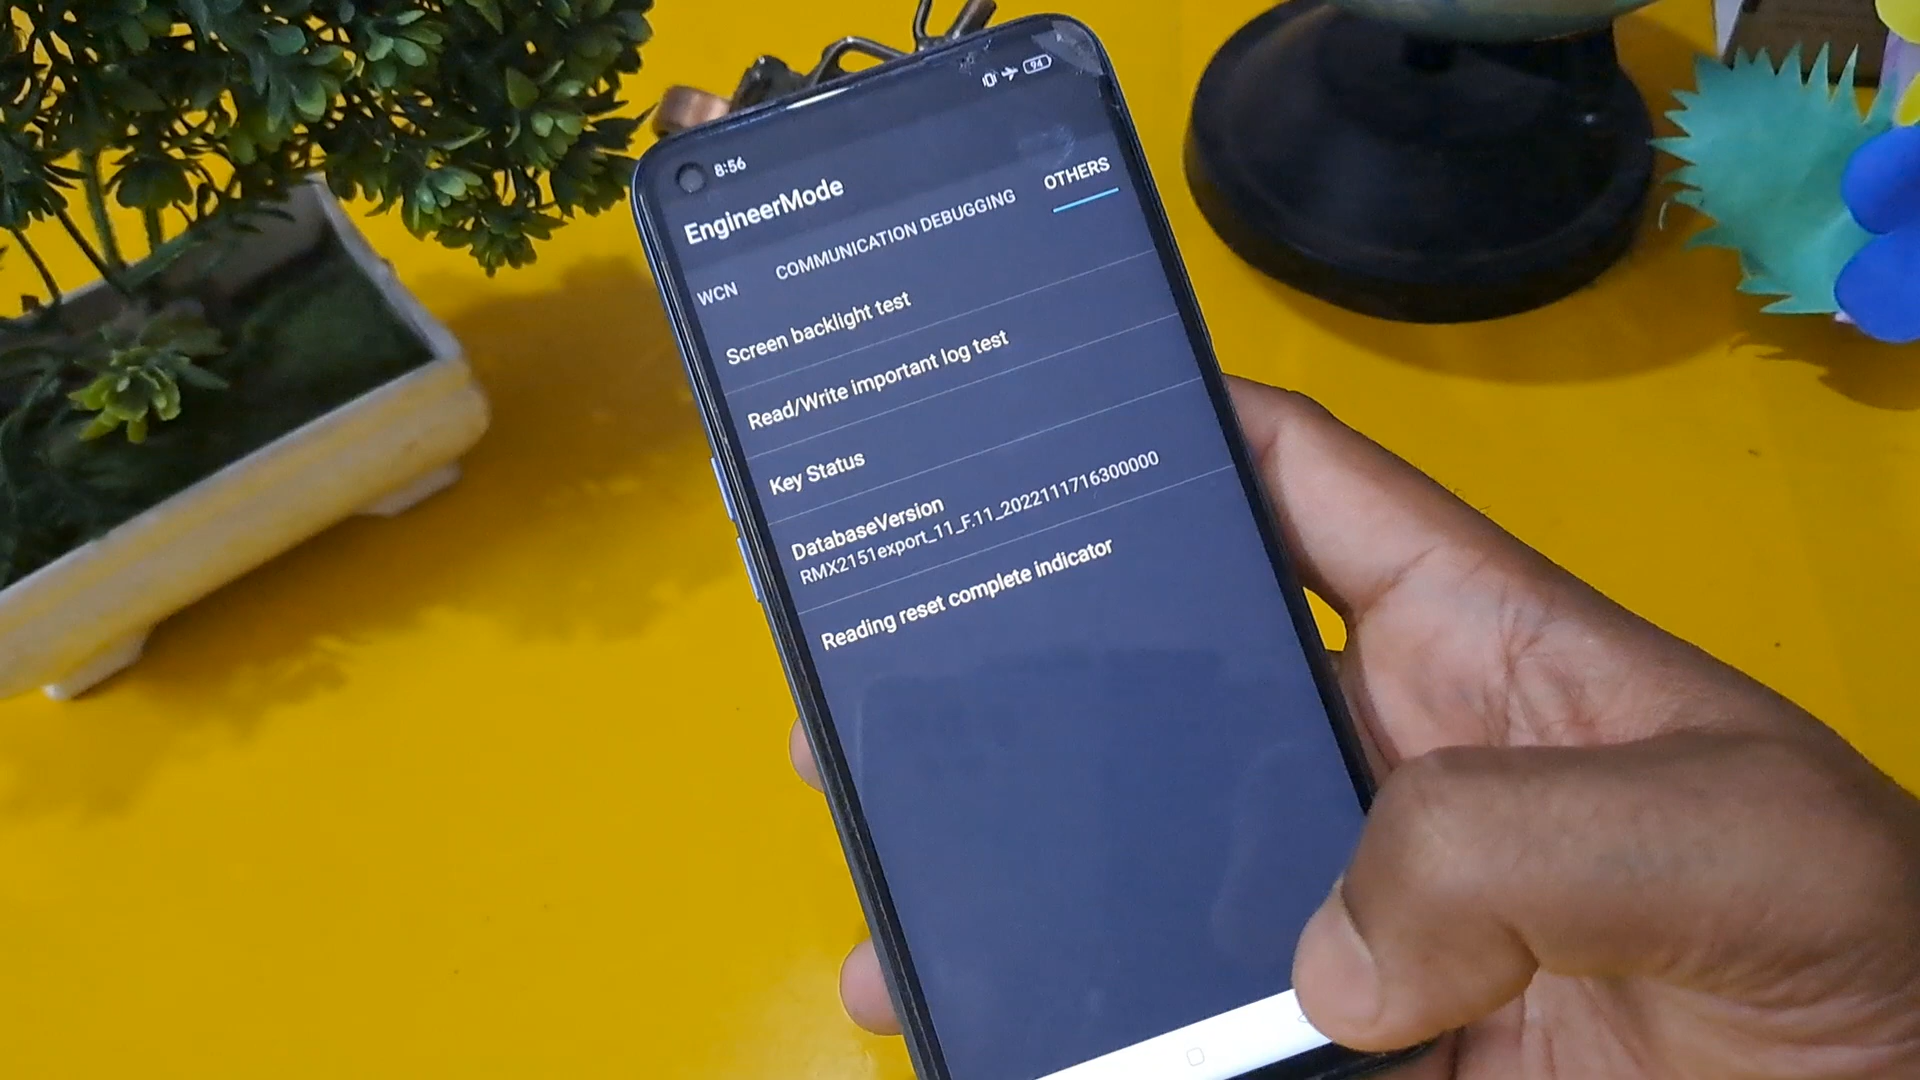 8:56
94
EngineerMode
WCN COMMUNICATION DEBUGGING OTHERS
Screen backlight test
Read/Write important log test
Key Status
DatabaseVersion
RMX2151export_11_F.11_2022111716300000
Reading reset complete indicator